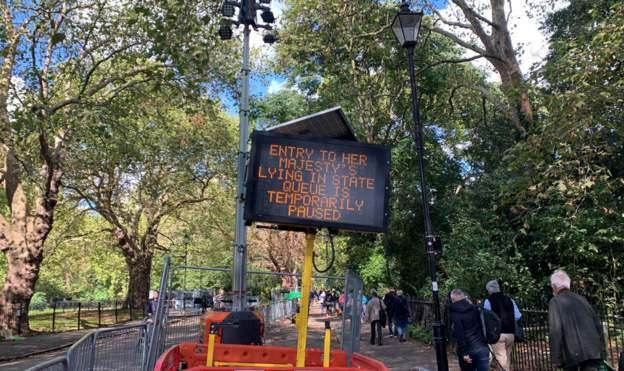 ENTRY TO HER
MAJESTY'S
LYING IN STATE
QUEUE IS
TEMPORARILY
PAUSED